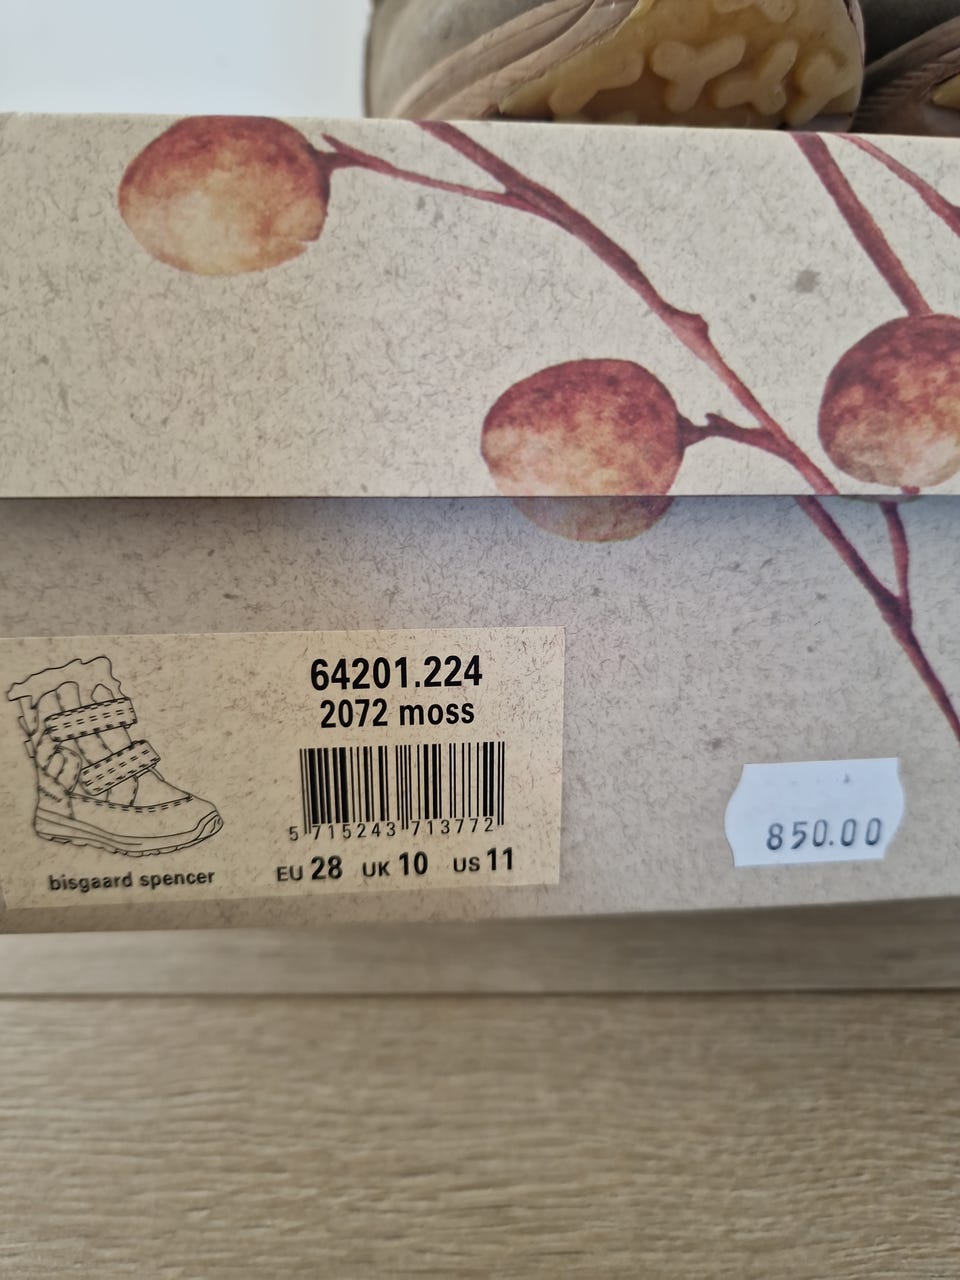 64201.224
2072 moss
5 715243 713772
EU 28 UK 10 US 11
bisgaard spencer
850.00